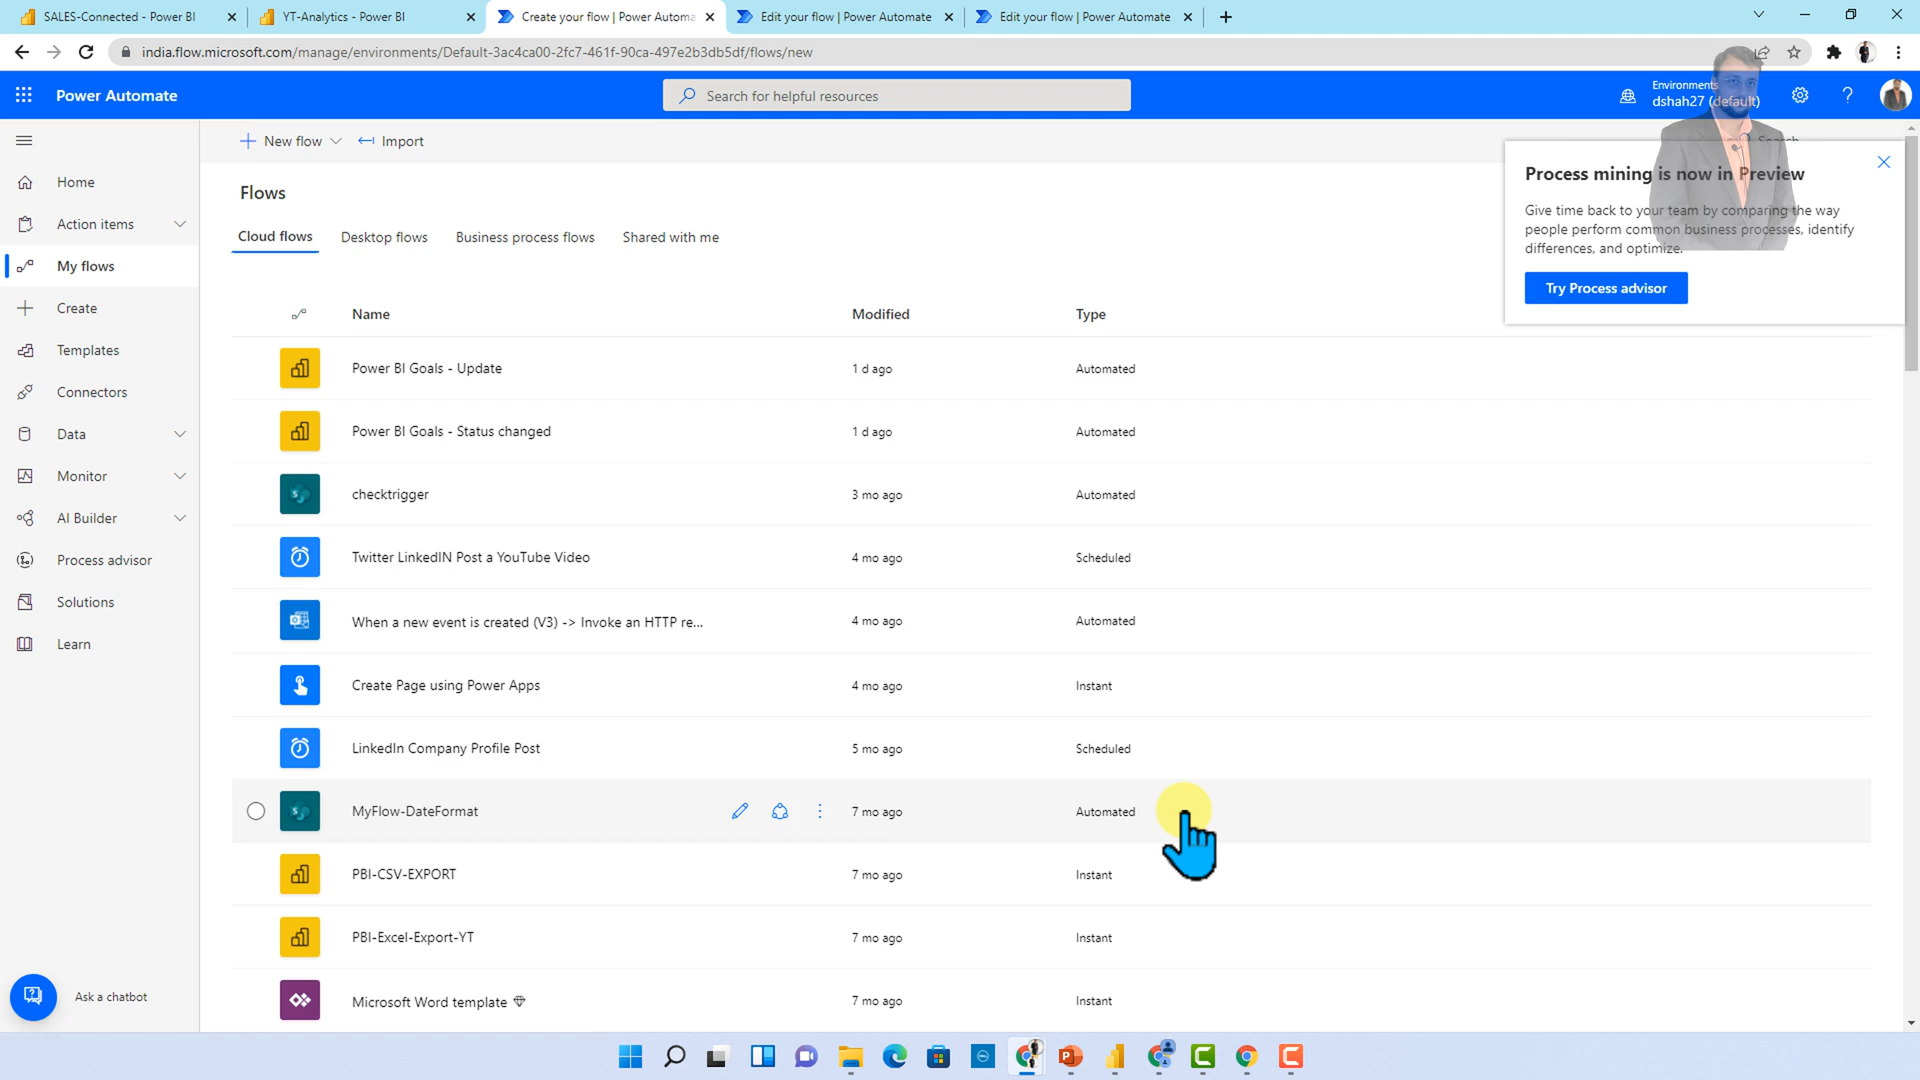 SALES-Connected - Power BI
YT-Analytics - Power BI
Create your flow | Power Automa
Edit your flow | Power Automate
Edit your flow | Power Automate
india.flow.microsoft.com/manage/environments/Default-3ac4ca00-2fc7-461f-90ca-497e2b3db5df/flows/new
Power Automate
Search for helpful resources
Environments
dshah27 (default)
New flow
Import
Search
Home
Action items
My flows
Create
Templates
Connectors
Data
Monitor
AI Builder
Process advisor
Solutions
Learn
Ask a chatbot
Flows
Cloud flows
Desktop flows
Business process flows
Shared with me
Process mining is now in Preview
Give time back to your team by comparing the way
people perform common business processes, identify
differences, and optimize.
Try Process advisor
Name Modified Type
Power BI Goals - Update 1 d ago Automated
Power BI Goals - Status changed 1 d ago Automated
checktrigger 3 mo ago Automated
Twitter LinkedIN Post a YouTube Video 4 mo ago Scheduled
When a new event is created (V3) -> Invoke an HTTP re... 4 mo ago Automated
Create Page using Power Apps 4 mo ago Instant
LinkedIn Company Profile Post 5 mo ago Scheduled
MyFlow-DateFormat 7 mo ago Automated
PBI-CSV-EXPORT 7 mo ago Instant
PBI-Excel-Export-YT 7 mo ago Instant
Microsoft Word template 7 mo ago Instant